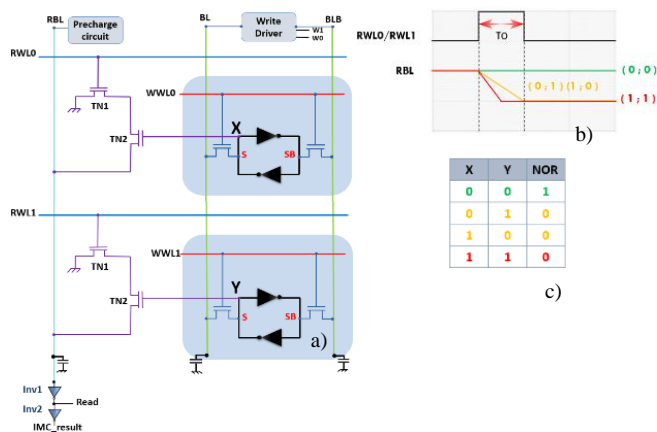 RBL
Precharge
circuit
BL
Write
Driver
W1
W0
BLB
RWL0
TN1
TN2
WWL0
X
S
SB
RWL1
TN1
TN2
WWL1
Y
S
SB
a)
Inv1
Read
Inv2
IMC_result
RWL0/RWL1
TO
RBL
(0;0)
(0;1)(1;0)
(1;1)
b)
X Y NOR
0 0 1
0 1 0
1 0 0
1 1 0
c)